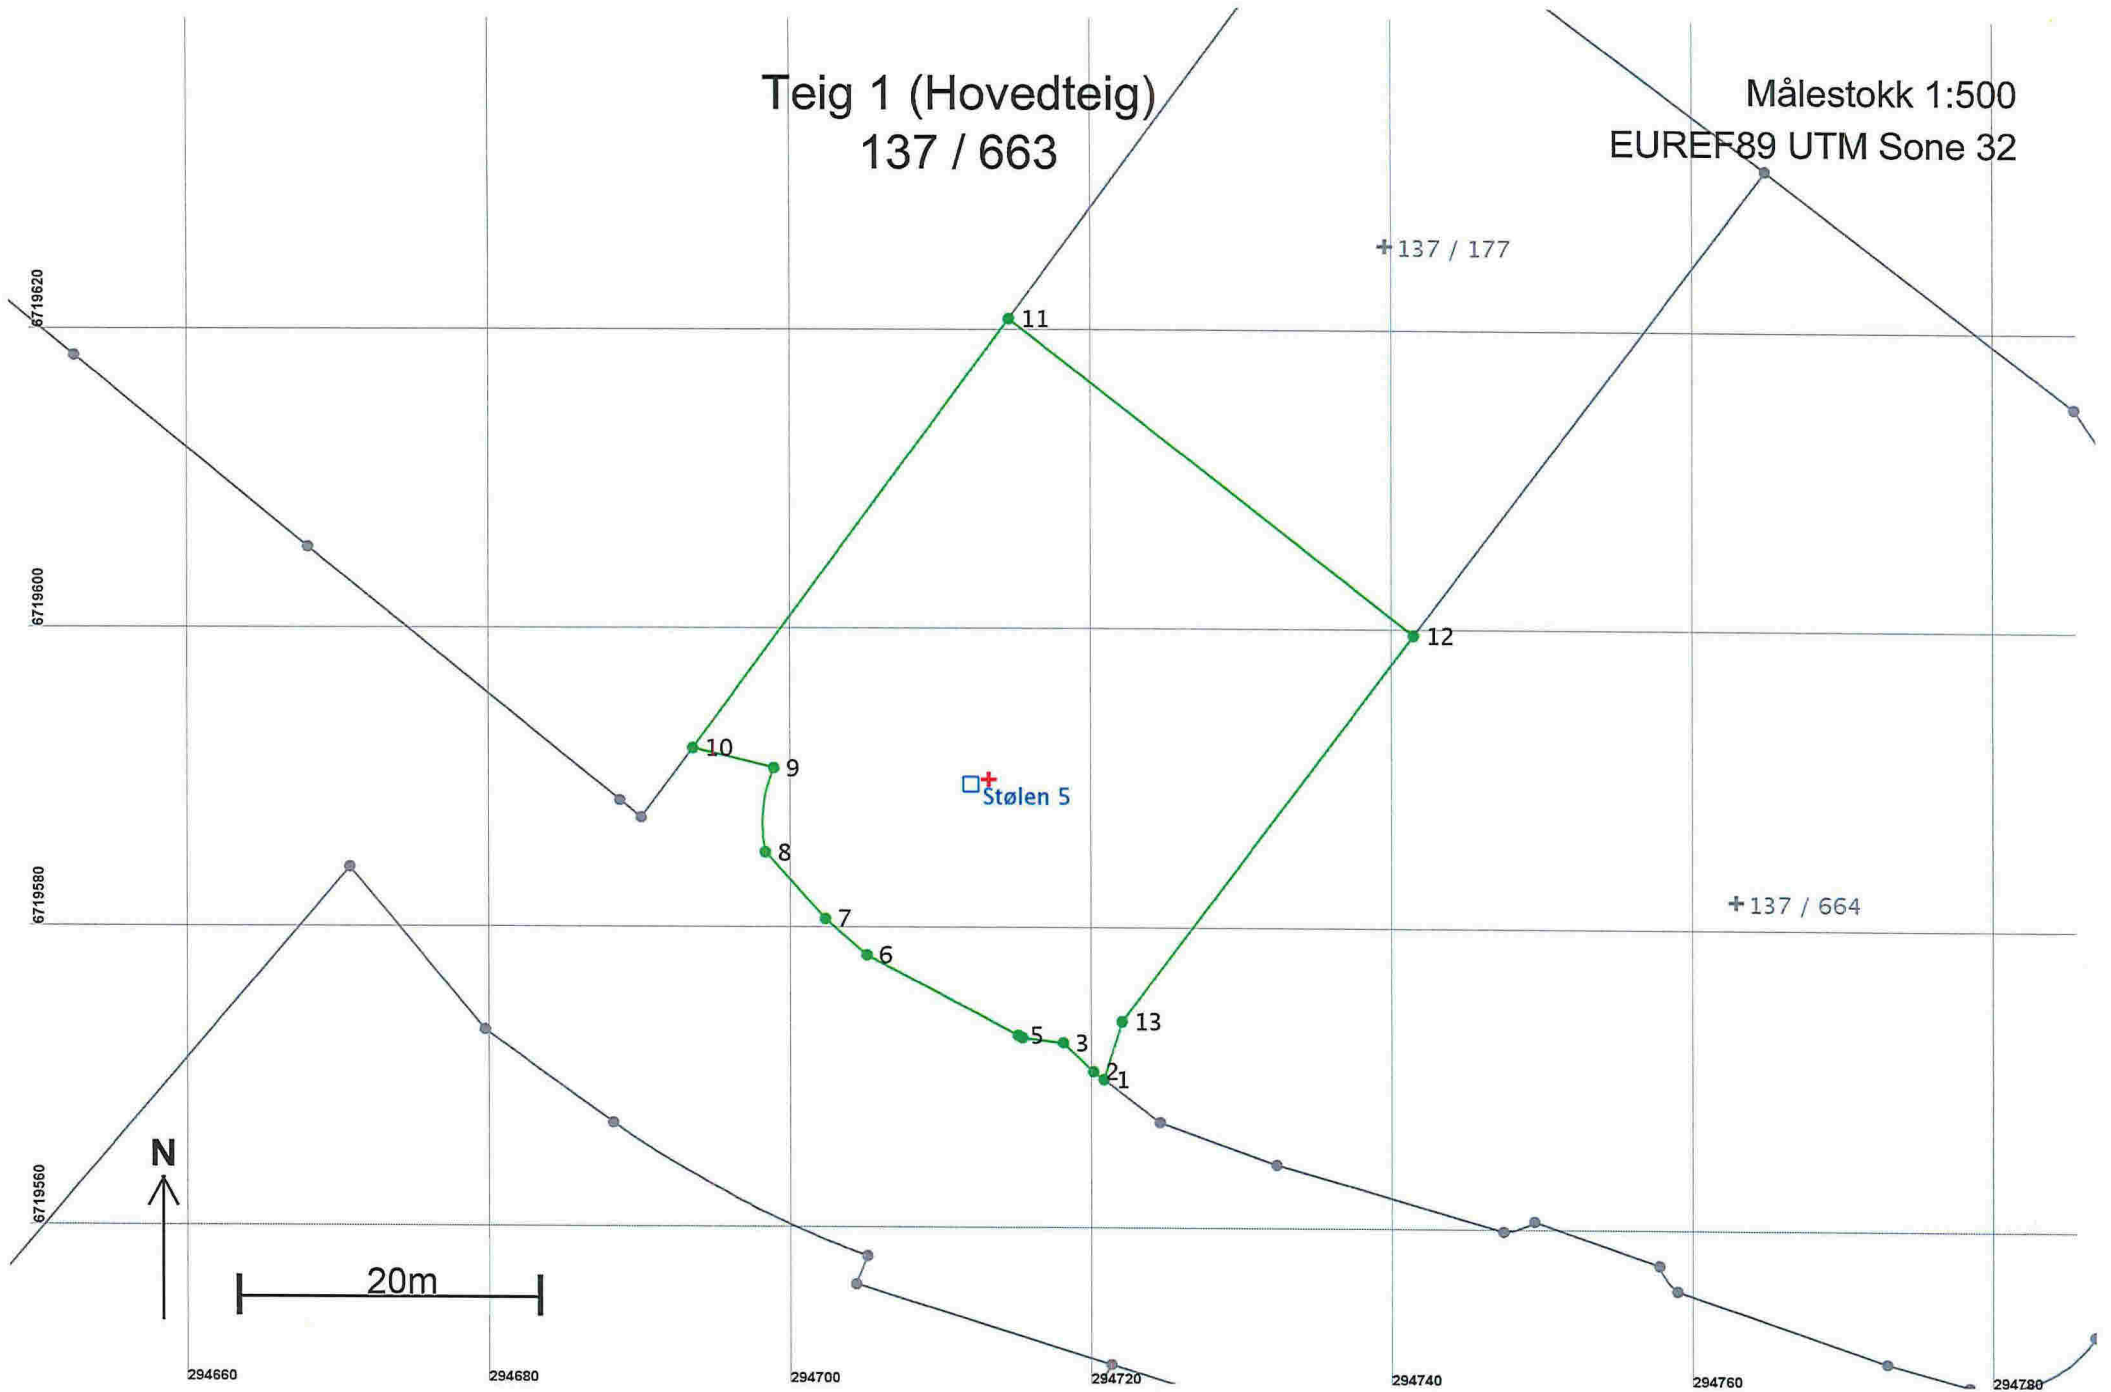 Teig 1 (Hovedteig)
137 / 663
Målestokk 1:500
EUREF89 UTM Sone 32
137 / 177
6719620
11
6719600
12
10
9
Stølen 5
8
6719580
137 / 664
7
6
13
5
3
2
1
6719560
N
20m
294660
294680
294700
294720
294740
294760
294780